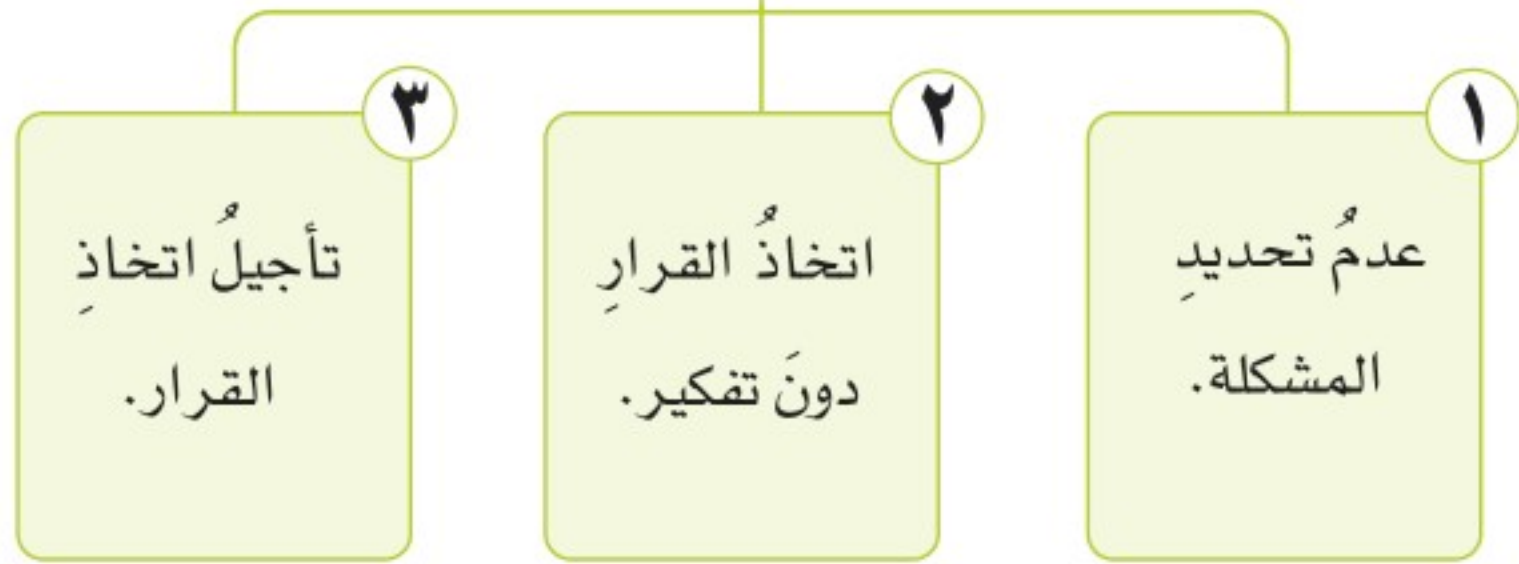 ١
عدمُ تحديدِ
المشكلة.
٢
اتخاذُ القرارِ
دونَ تفكير.
٣
تأجيلُ اتخاذِ
القرار.